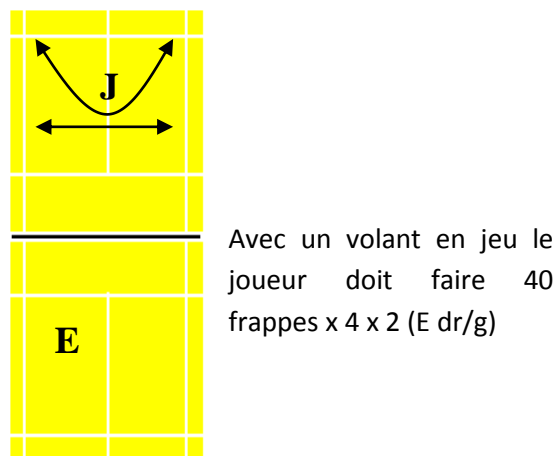 J
Avec un volant en jeu le
joueur doit faire 40
frappes x 4 x 2 (E dr/g)
E